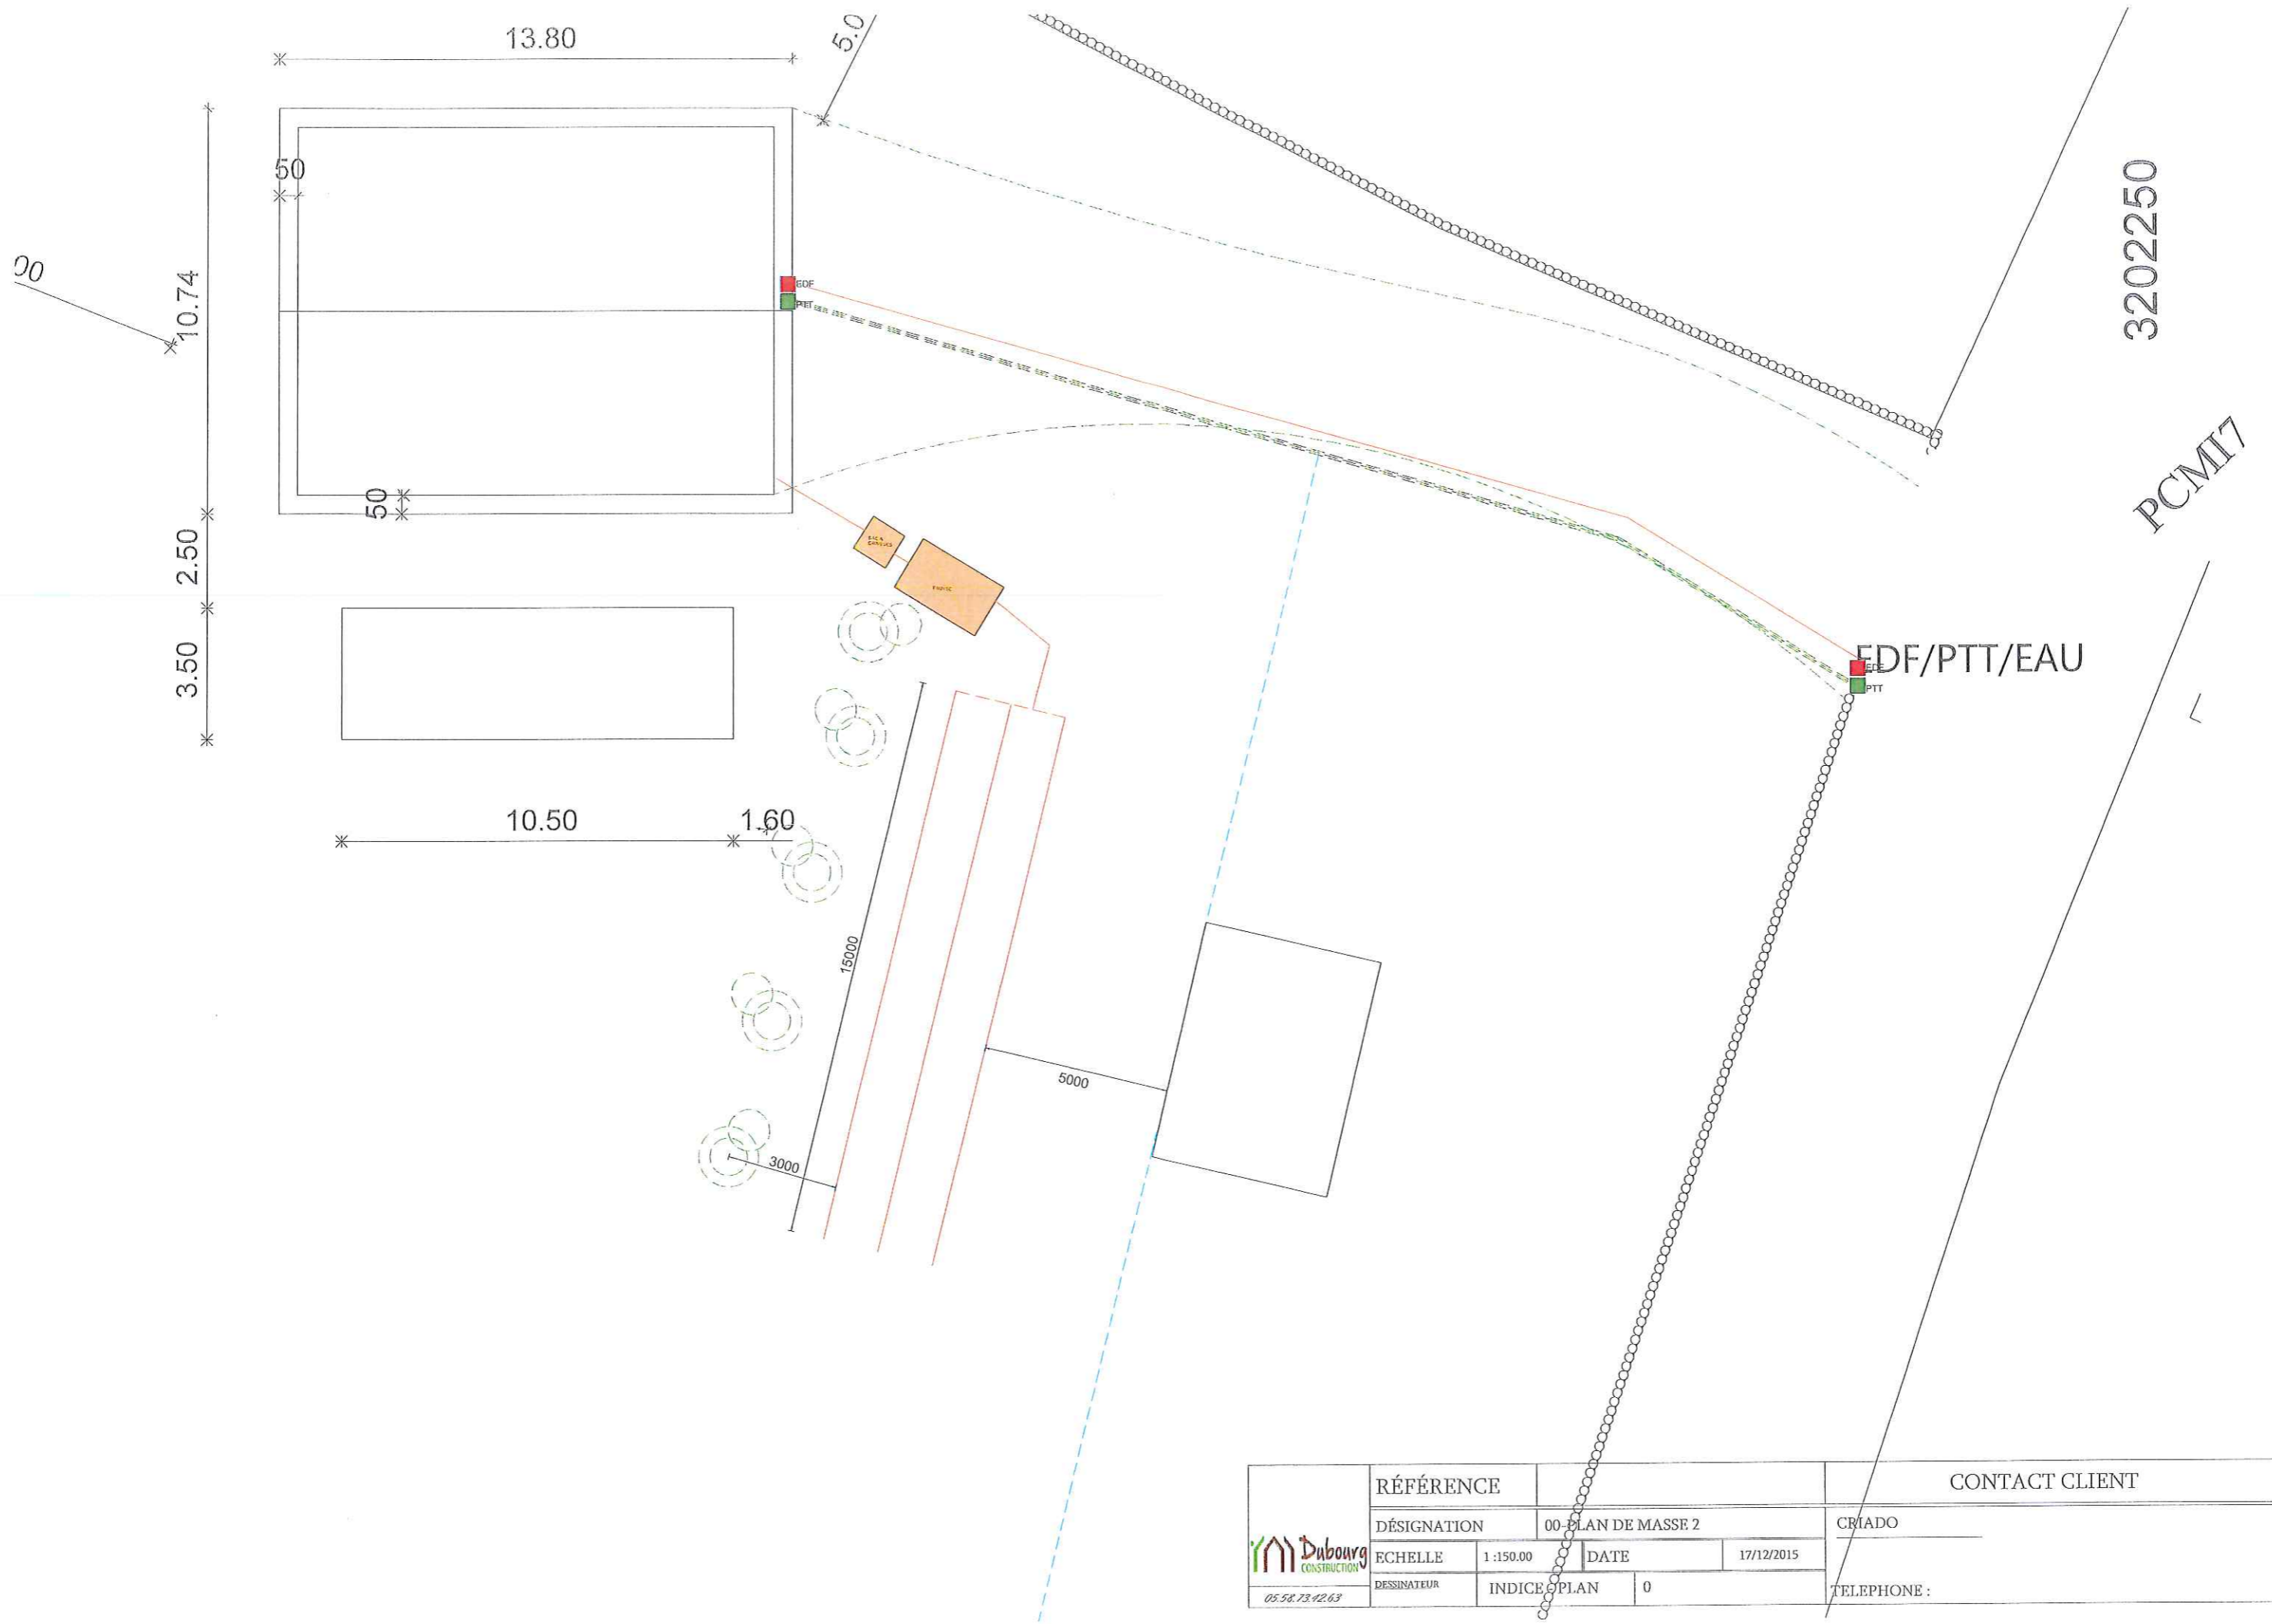 13.80
5.0
50
00
10.74
3202250
EDF
PTT
PCMI7
50
2.50
3.50
EDF/PTT/EAU
EDF
PTT
10.50
1.60
15000
5000
3000
RÉFÉRENCE
CONTACT CLIENT
DÉSIGNATION
00-PLAN DE MASSE 2
CRIADO
Dubourg
CONSTRUCTION
ECHELLE
1 :150.00
DATE
17/12/2015
DESSINATEUR
INDICE PLAN
0
TELEPHONE :
05.58.73.42.63